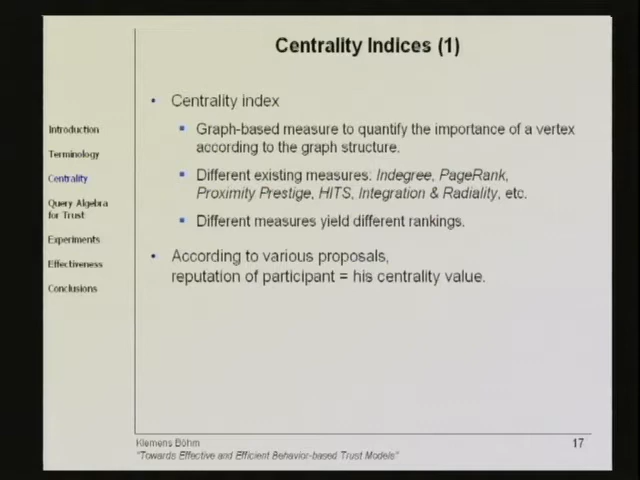 Centrality Indices (1)
Introduction
Terminology
Centrality
Query Algebra
for Trust
Experiments
Effectiveness
Conclusions
• Centrality index
▪ Graph-based measure to quantify the importance of a vertex
according to the graph structure.
▪ Different existing measures: Indegree, PageRank,
Proximity Prestige, HITS, Integration & Radiality, etc.
▪ Different measures yield different rankings.
• According to various proposals,
reputation of participant = his centrality value.
Klemens Böhm
17
"Towards Effective and Efficient Behavior-based Trust Models"